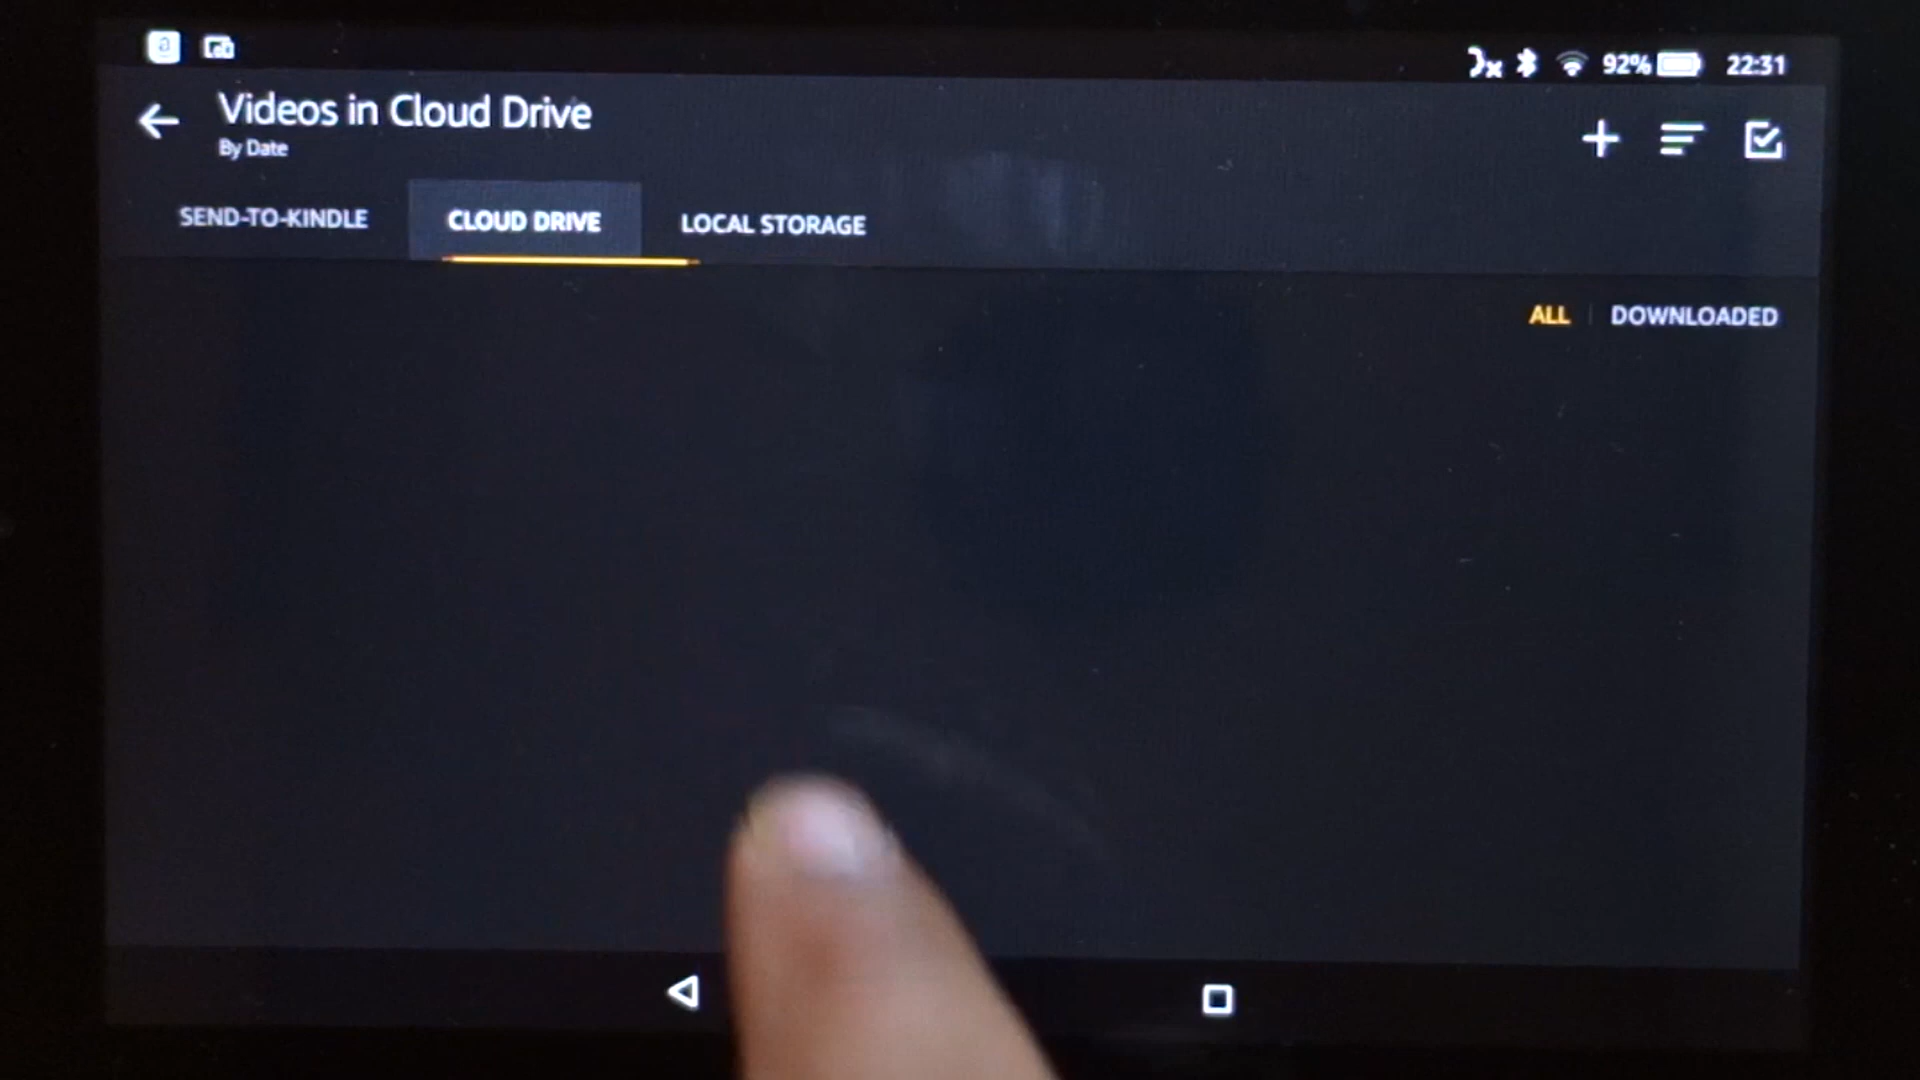 a
92% 22:31
Videos in Cloud Drive
By Date
SEND-TO-KINDLE CLOUD DRIVE LOCAL STORAGE
ALL DOWNLOADED